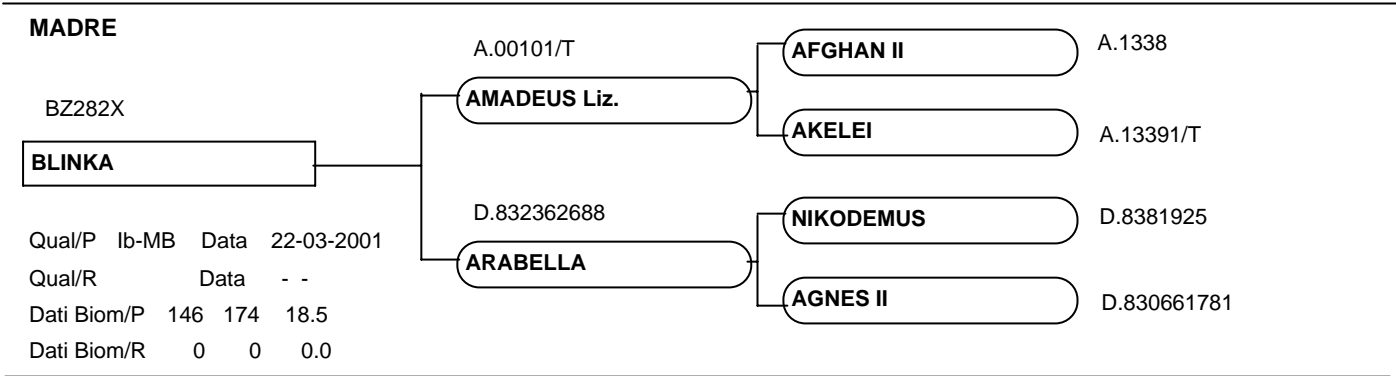 MADRE
BZ282X
BLINKA
Qual/P Ib-MB Data 22-03-2001
Qual/R Data - -
Dati Biom/P 146 174 18.5
Dati Biom/R 0 0 0.0
A.00101/T
AMADEUS Liz.
D.832362688
ARABELLA
AFGHAN II A.1338
AKELEI A.13391/T
NIKODEMUS D.8381925
AGNES II D.830661781